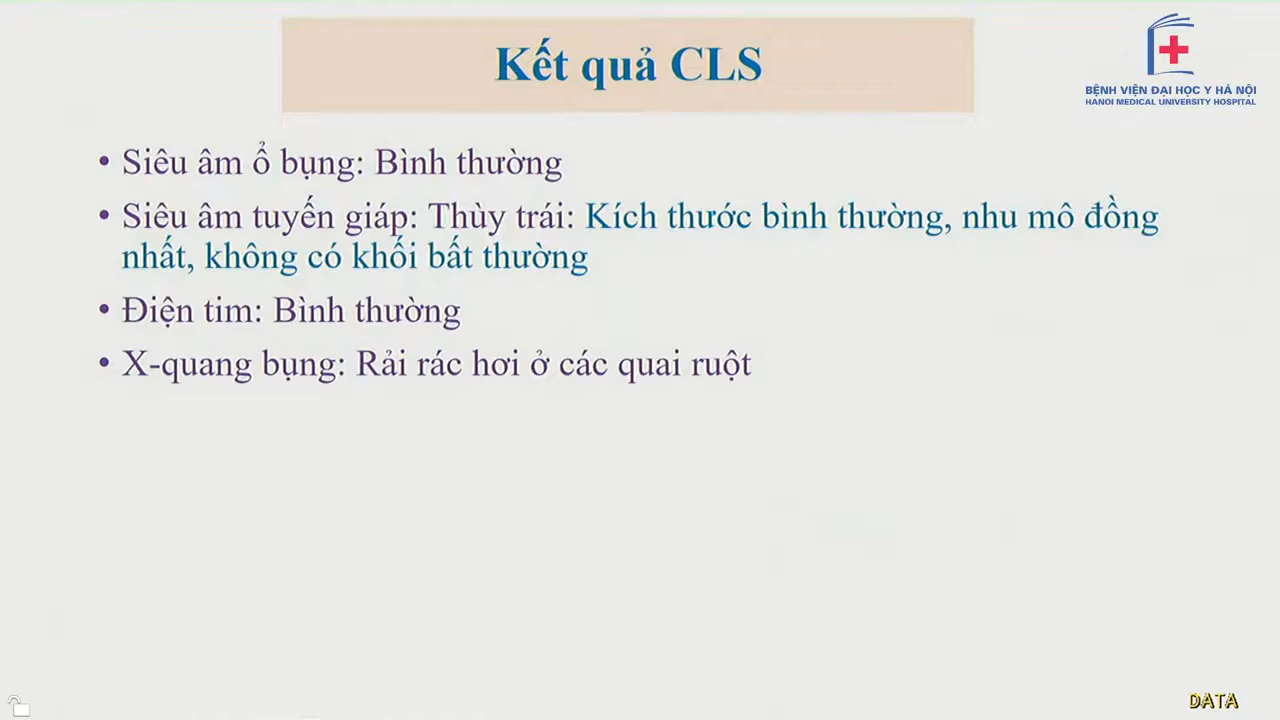 Kết quả CLS
BỆNH VIỆN ĐẠI HỌC Y HÀ NỘI
HANOI MEDICAL UNIVERSITY HOSPITAL
• Siêu âm ổ bụng: Bình thường
• Siêu âm tuyến giáp: Thùy trái: Kích thước bình thường, nhu mô đồng
nhất, không có khối bất thường
• Điện tim: Bình thường
• X-quang bụng: Rải rác hơi ở các quai ruột
DATA